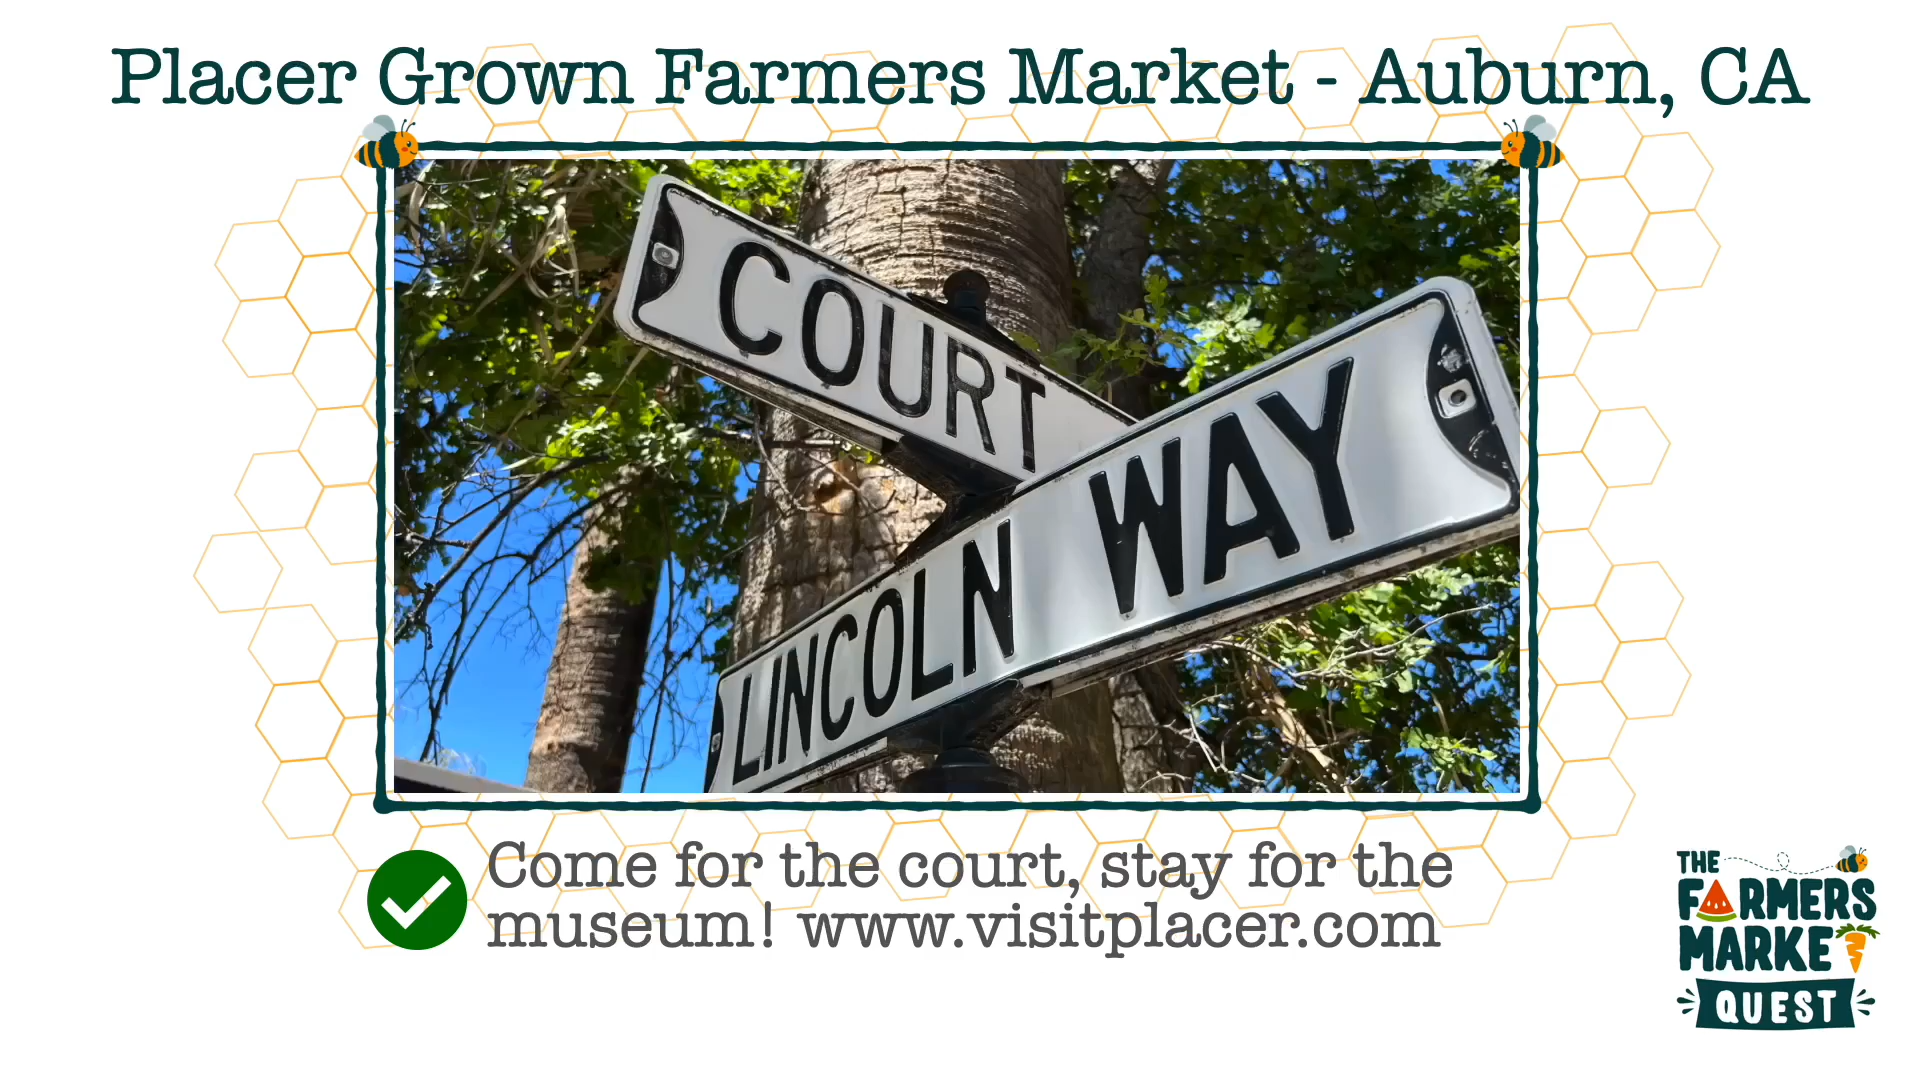 Placer Grown Farmers Market - Auburn, CA
COURT
LINCOLN WAY
Come for the court, stay for the
museum! www.visitplacer.com
THE
FARMERS
MARKET
QUEST